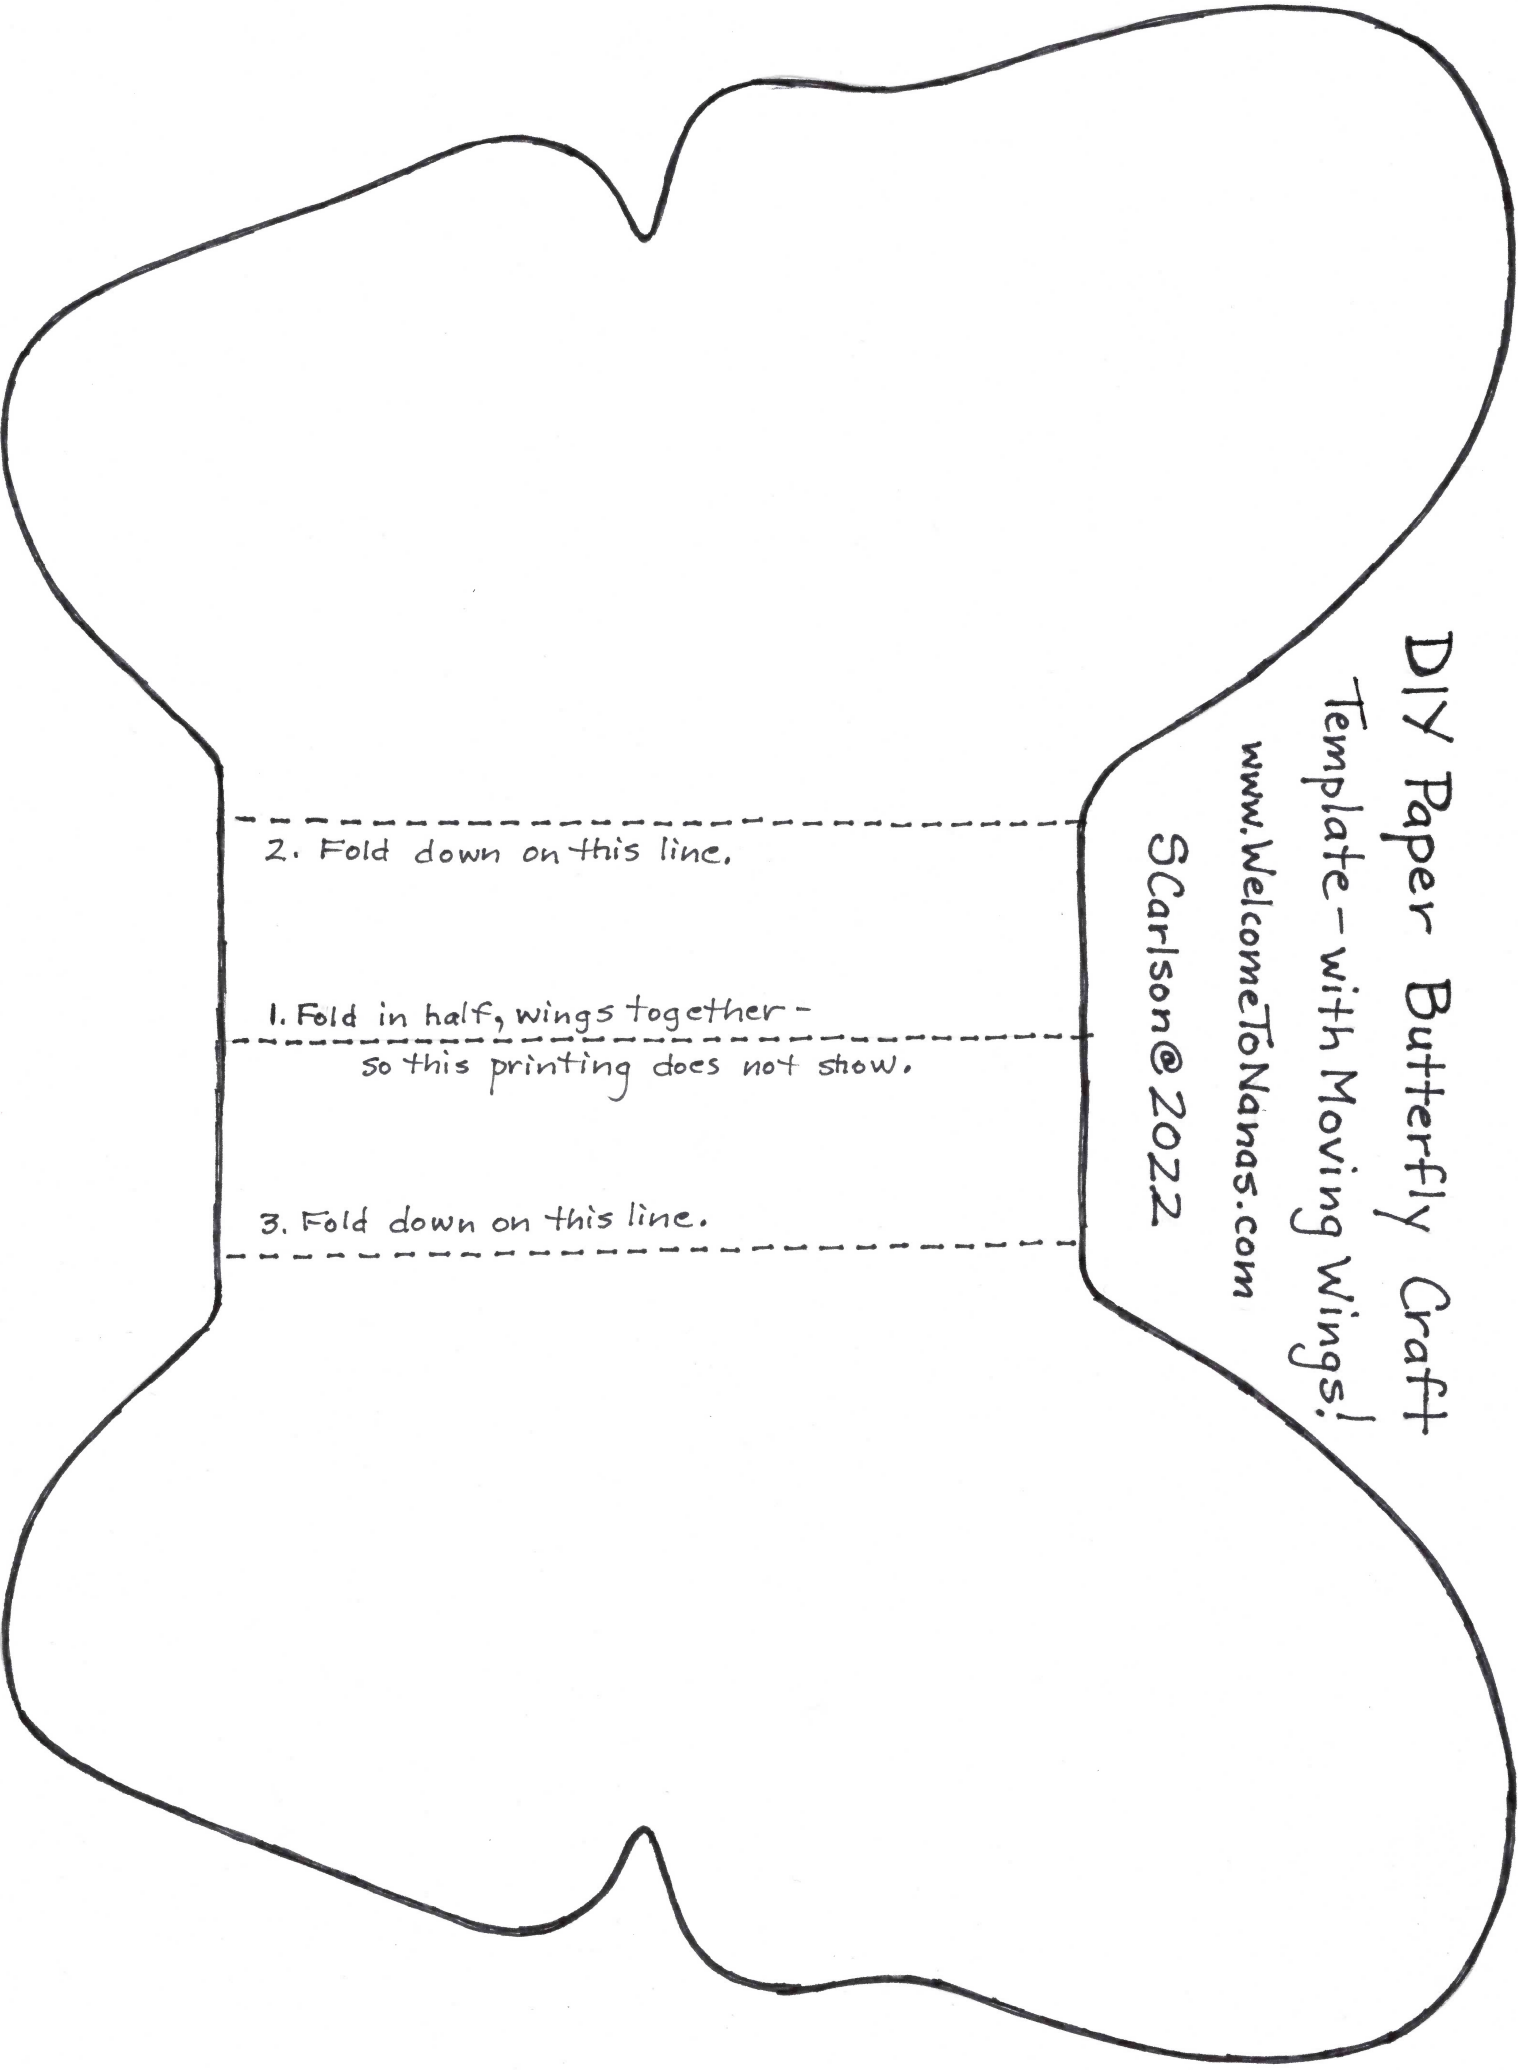 DIY Paper Butterfly Craft
Template-with Moving Wings!
www.WelcomeToNanas.com
SCarlson@2022
2. Fold down on this line.
1. Fold in half, wings together-
so this printing does not show.
3. Fold down on this line.